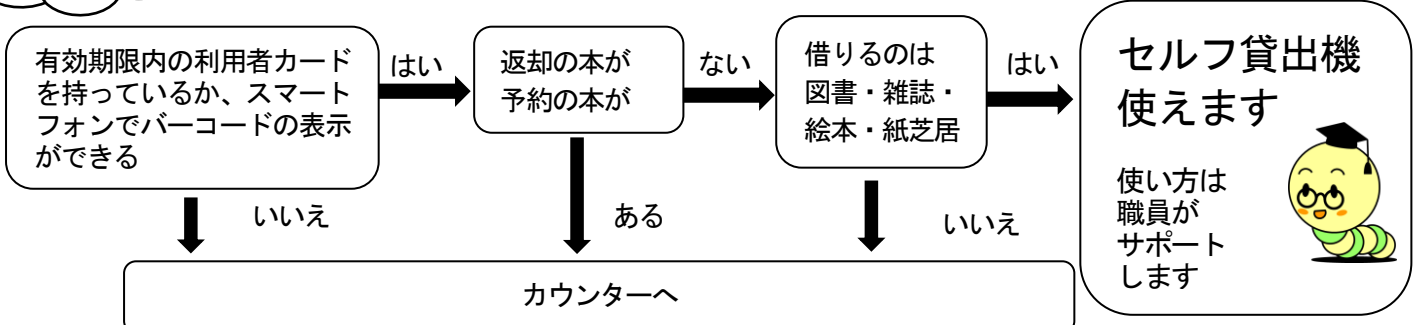 有効期限内の利用者カード
を持っているか、スマート
フォンでバーコードの表示
ができる
はい
返却の本が
予約の本が
ない
借りるのは
図書・雑誌・
絵本・紙芝居
はい
セルフ貸出機
使えます
使い方は
職員が
サポート
します
いいえ
ある
いいえ
カウンターへ